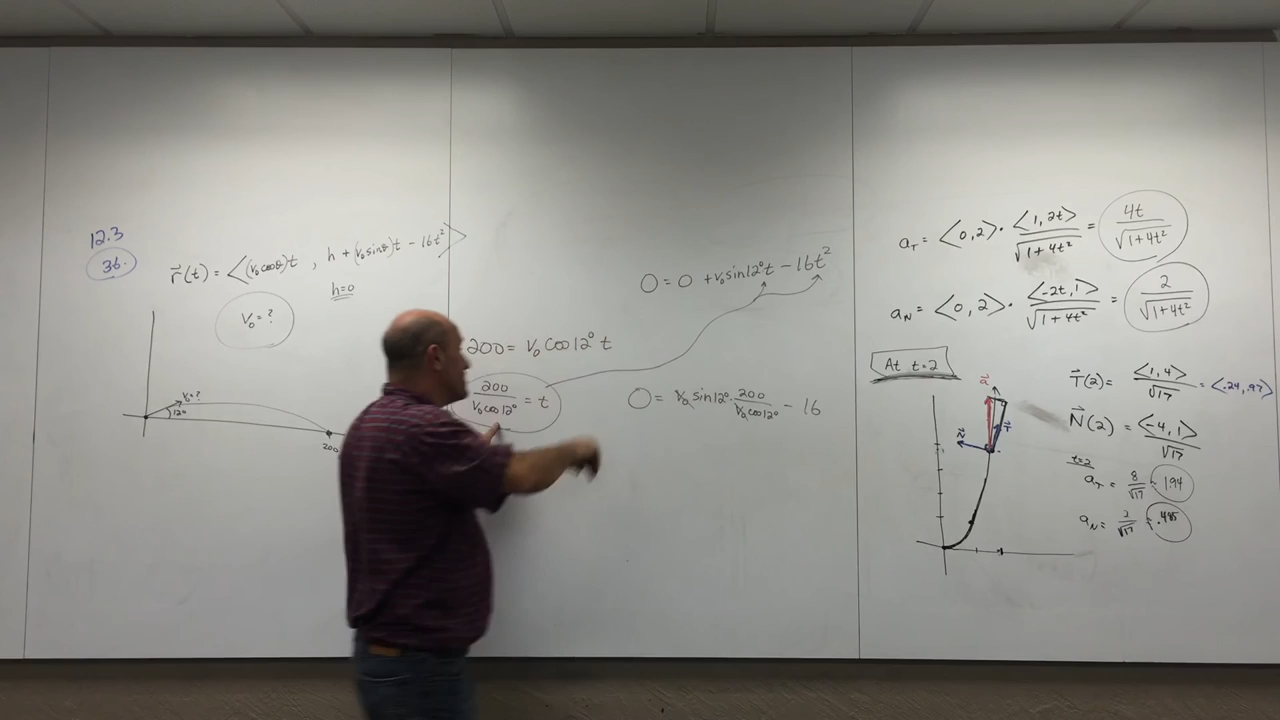 12.3
36.
r⃗(t) = <(v₀cosθ)t , h + (v₀sinθ)t − 16t²>
h=0
V₀ = ?
v₀=?
12°
200
200 = V₀ cos12° t
200/(V₀cos12°) = t
0 = 0 + v₀sin12°t − 16t²
0 = v₀ sin12° · 200/(v₀cos12°) − 16
a_T = <0,2> · <1,2t>/√(1+4t²) = 4t/√(1+4t²)
a_N = <0,2> · <-2t,1>/√(1+4t²) = 2/√(1+4t²)
At t=2
a⃗
N⃗
T⃗
T⃗(2) = <1,4>/√17 = <.24,.97>
N⃗(2) = <-4,1>/√17
t=2
a_T = 8/√17 ≈ 1.94
a_N = 2/√17 ≈ .485